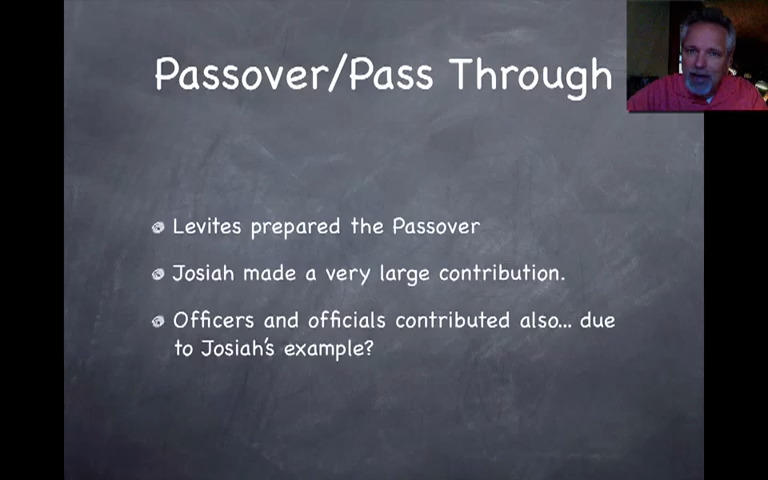 Passover/Pass Through
Levites prepared the Passover
Josiah made a very large contribution.
Officers and officials contributed also... due
to Josiah's example?